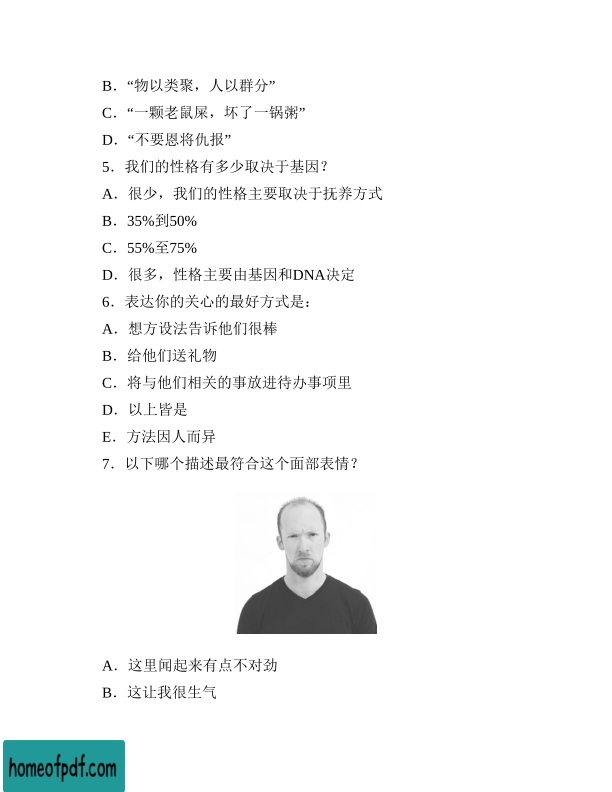 B．“物以类聚，人以群分”
C．“一颗老鼠屎，坏了一锅粥”
D．“不要恩将仇报”
5．我们的性格有多少取决于基因？
A．很少，我们的性格主要取决于抚养方式
B．35%到50%
C．55%至75%
D．很多，性格主要由基因和DNA决定
6．表达你的关心的最好方式是：
A．想方设法告诉他们很棒
B．给他们送礼物
C．将与他们相关的事放进待办事项里
D．以上皆是
E．方法因人而异
7．以下哪个描述最符合这个面部表情？
A．这里闻起来有点不对劲
B．这让我很生气
homeofpdf.com